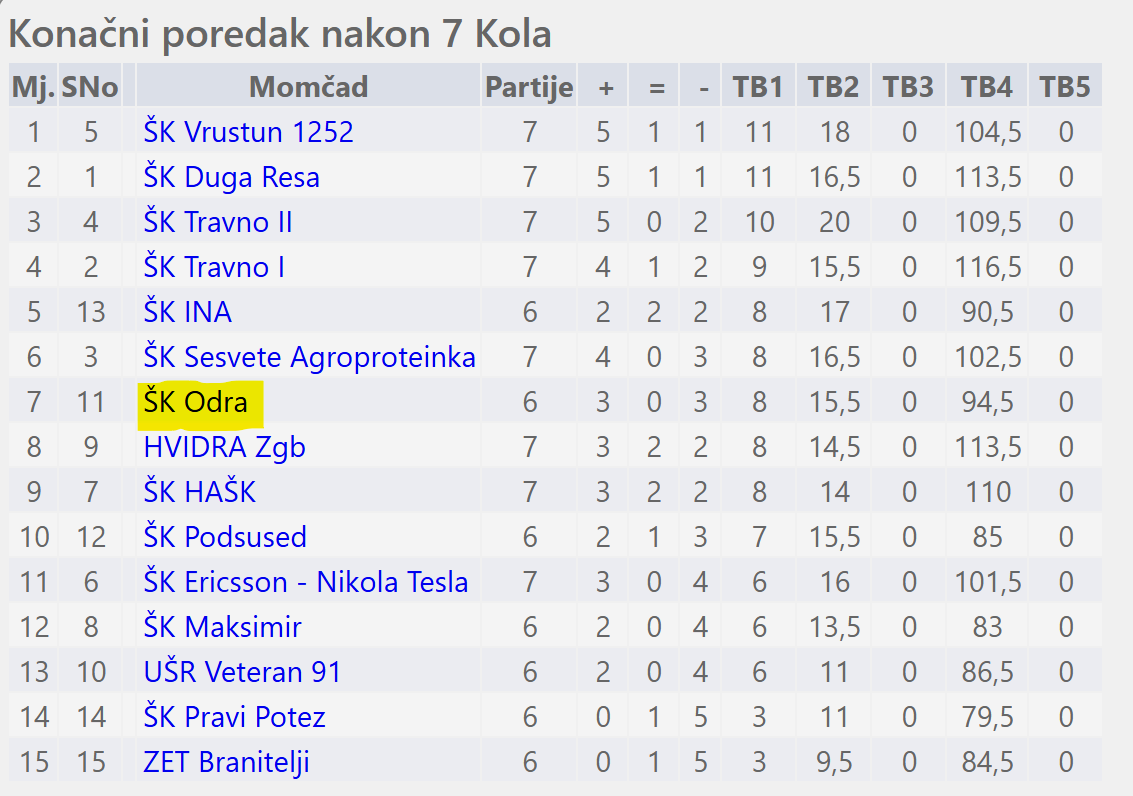 Konačni poredak nakon 7 Kola
Mj. SNo Momčad Partije + = - TB1 TB2 TB3 TB4 TB5
1 5 ŠK Vrustun 1252 7 5 1 1 11 18 0 104,5 0
2 1 ŠK Duga Resa 7 5 1 1 11 16,5 0 113,5 0
3 4 ŠK Travno II 7 5 0 2 10 20 0 109,5 0
4 2 ŠK Travno I 7 4 1 2 9 15,5 0 116,5 0
5 13 ŠK INA 6 2 2 2 8 17 0 90,5 0
6 3 ŠK Sesvete Agroproteinka 7 4 0 3 8 16,5 0 102,5 0
7 11 ŠK Odra 6 3 0 3 8 15,5 0 94,5 0
8 9 HVIDRA Zgb 7 3 2 2 8 14,5 0 113,5 0
9 7 ŠK HAŠK 7 3 2 2 8 14 0 110 0
10 12 ŠK Podsused 6 2 1 3 7 15,5 0 85 0
11 6 ŠK Ericsson - Nikola Tesla 7 3 0 4 6 16 0 101,5 0
12 8 ŠK Maksimir 6 2 0 4 6 13,5 0 83 0
13 10 UŠR Veteran 91 6 2 0 4 6 11 0 86,5 0
14 14 ŠK Pravi Potez 6 0 1 5 3 11 0 79,5 0
15 15 ZET Branitelji 6 0 1 5 3 9,5 0 84,5 0